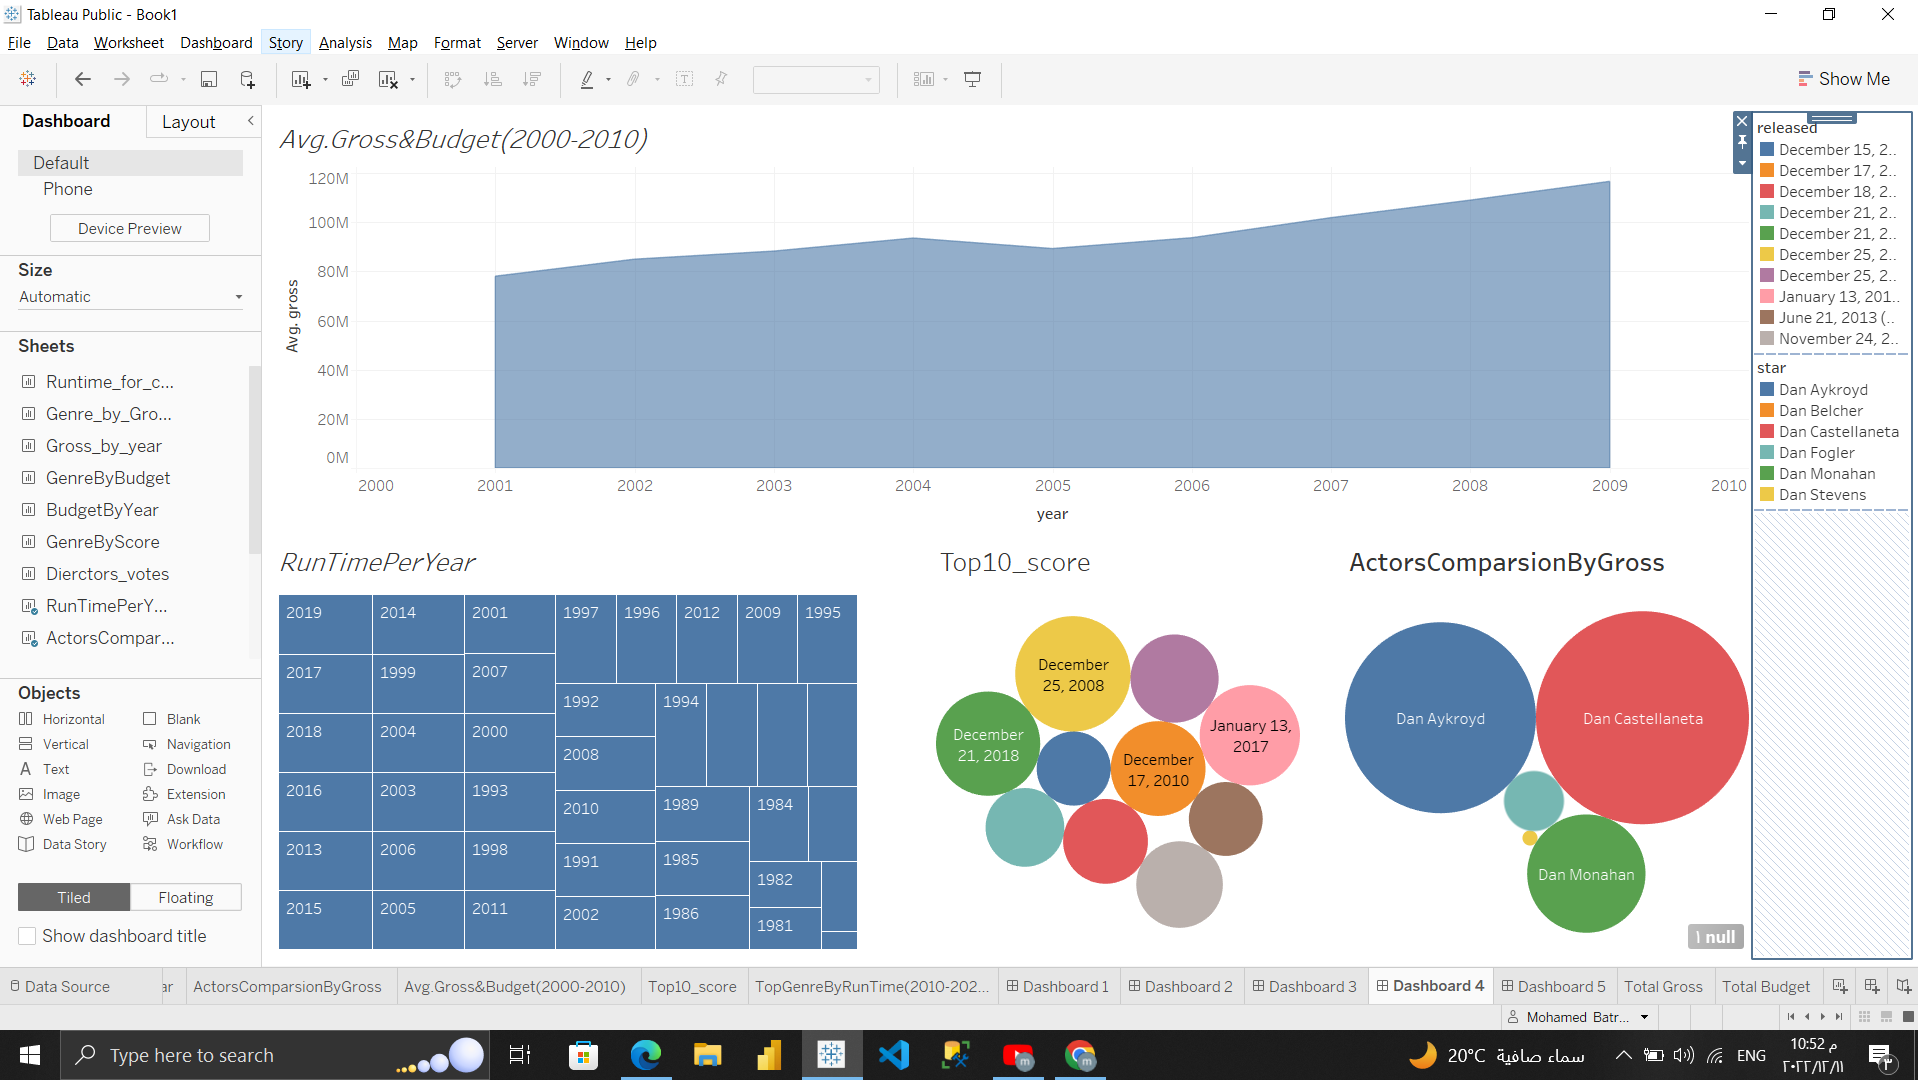 Tableau Public - Book1
File Data Worksheet Dashboard Story Analysis Map Format Server Window Help
Show Me
Dashboard Layout
Default
Phone
Device Preview
Size
Automatic
Sheets
Runtime_for_c...
Genre_by_Gro...
Gross_by_year
GenreByBudget
BudgetByYear
GenreByScore
Dierctors_votes
RunTimePerY...
ActorsCompar...
Objects
Horizontal Blank
Vertical Navigation
Text Download
Image Extension
Web Page Ask Data
Data Story Workflow
Tiled Floating
Show dashboard title
Avg.Gross&Budget(2000-2010)
Avg. gross
120M
100M
80M
60M
40M
20M
0M
2000 2001 2002 2003 2004 2005 2006 2007 2008 2009 2010
year
released
December 15, 2..
December 17, 2..
December 18, 2..
December 21, 2..
December 21, 2..
December 25, 2..
December 25, 2..
January 13, 201..
June 21, 2013 (..
November 24, 2..
star
Dan Aykroyd
Dan Belcher
Dan Castellaneta
Dan Fogler
Dan Monahan
Dan Stevens
RunTimePerYear
2019 2014 2001 1997 1996 2012 2009 1995
2017 1999 2007
1992 1994
2018 2004 2000
2008
2016 2003 1993
2010 1989 1984
2013 2006 1998
1991 1985
1982
2015 2005 2011
2002 1986
1981
Top10_score
December
25, 2008
December
21, 2018
January 13,
2017
December
17, 2010
ActorsComparsionByGross
Dan Aykroyd
Dan Castellaneta
Dan Monahan
١ null
Data Source ar ActorsComparsionByGross Avg.Gross&Budget(2000-2010) Top10_score TopGenreByRunTime(2010-202... Dashboard 1 Dashboard 2 Dashboard 3 Dashboard 4 Dashboard 5 Total Gross Total Budget
Mohamed Batr...
Type here to search
20°C سماء صافية
ENG
10:52 م
٢٠٢٢/١٢/١١
٣